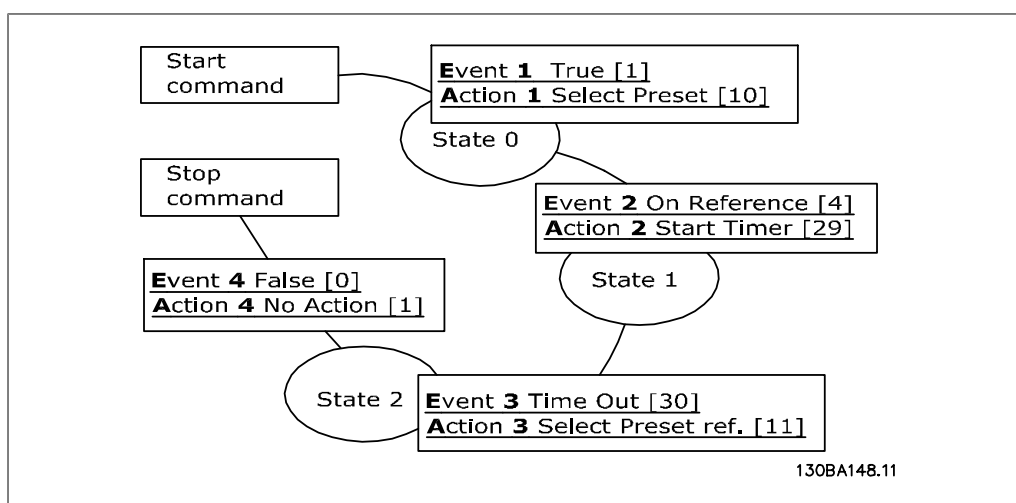 Start
command
Event 1 True [1]
Action 1 Select Preset [10]
State 0
Stop
command
Event 2 On Reference [4]
Action 2 Start Timer [29]
State 1
Event 4 False [0]
Action 4 No Action [1]
State 2
Event 3 Time Out [30]
Action 3 Select Preset ref. [11]
130BA148.11